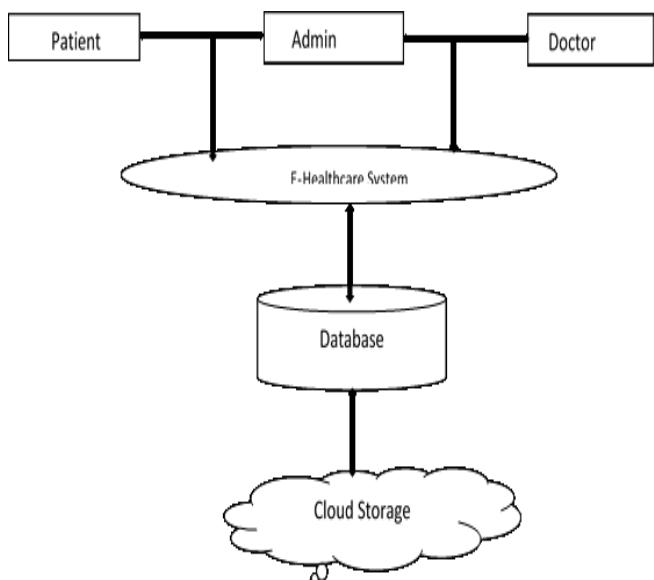 Patient
Admin
Doctor
E-Healthcare System
Database
Cloud Storage